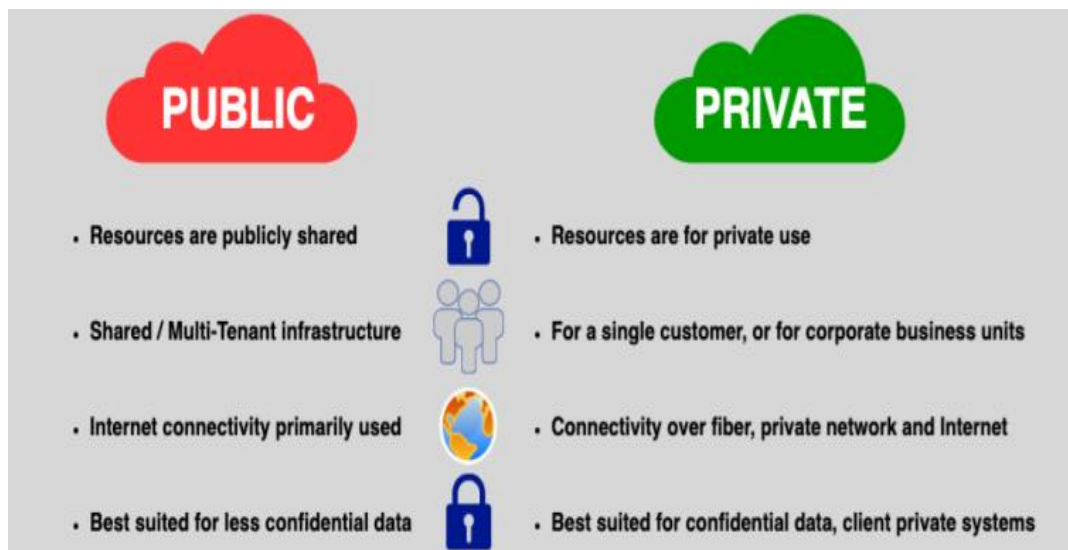 PUBLIC
PRIVATE
• Resources are publicly shared
• Resources are for private use
• Shared / Multi-Tenant infrastructure
• For a single customer, or for corporate business units
• Internet connectivity primarily used
• Connectivity over fiber, private network and Internet
• Best suited for less confidential data
• Best suited for confidential data, client private systems